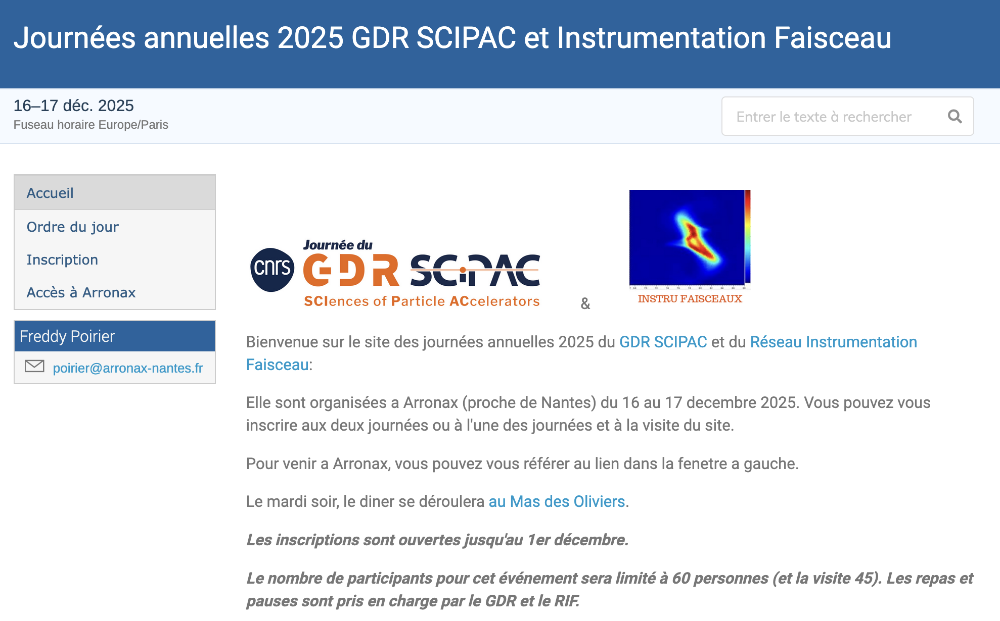 Journées annuelles 2025 GDR SCIPAC et Instrumentation Faisceau
16–17 déc. 2025
Fuseau horaire Europe/Paris
Entrer le texte à rechercher
Accueil
Ordre du jour
Inscription
Accès à Arronax
Freddy Poirier
poirier@arronax-nantes.fr
Journée du
cnrs GDR SCIPAC
SCIences of Particle ACcelerators
&
INSTRU FAISCEAUX
Bienvenue sur le site des journées annuelles 2025 du GDR SCIPAC et du Réseau Instrumentation
Faisceau:
Elle sont organisées a Arronax (proche de Nantes) du 16 au 17 decembre 2025. Vous pouvez vous
inscrire aux deux journées ou à l'une des journées et à la visite du site.
Pour venir a Arronax, vous pouvez vous référer au lien dans la fenetre a gauche.
Le mardi soir, le diner se déroulera au Mas des Oliviers.
Les inscriptions sont ouvertes jusqu'au 1er décembre.
Le nombre de participants pour cet événement sera limité à 60 personnes (et la visite 45). Les repas et
pauses sont pris en charge par le GDR et le RIF.